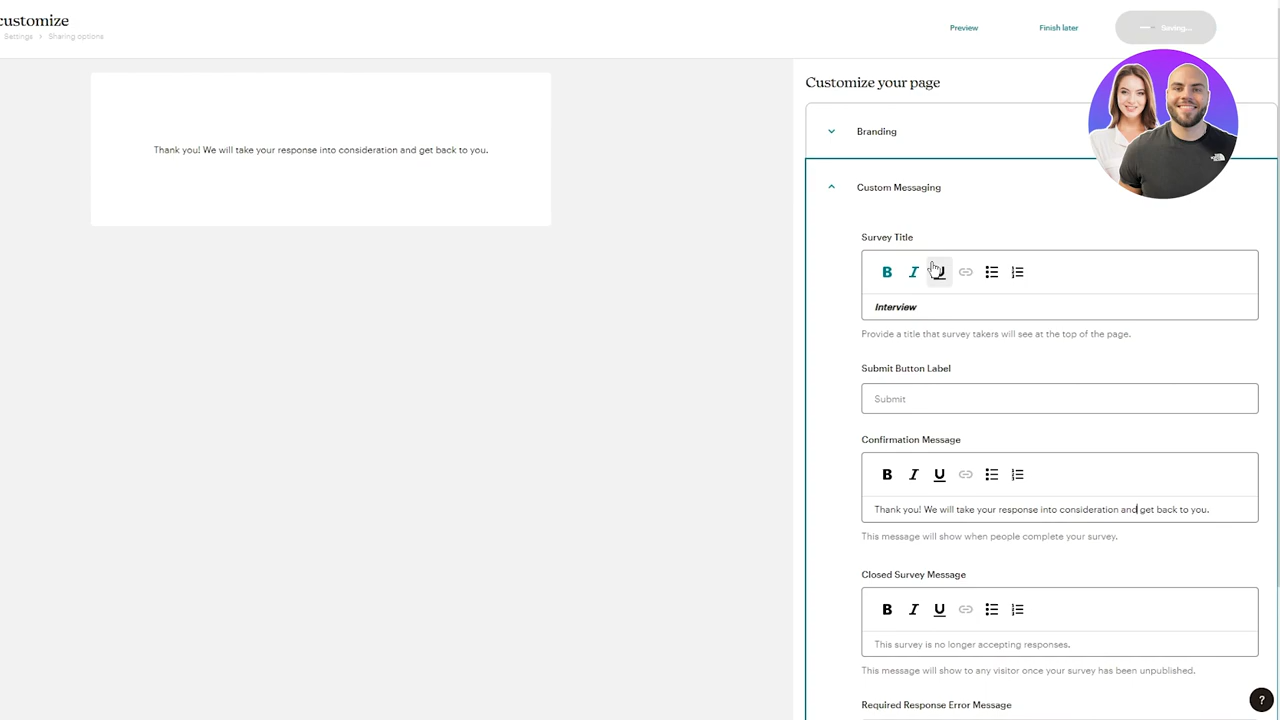 customize
Settings > Sharing options
Preview
Finish later
Saving...
Thank you! We will take your response into consideration and get back to you.
Customize your page
Branding
Custom Messaging
Survey Title
B I U
Interview
Provide a title that survey takers will see at the top of the page.
Submit Button Label
Submit
Confirmation Message
B I U
Thank you! We will take your response into consideration and get back to you.
This message will show when people complete your survey.
Closed Survey Message
B I U
This survey is no longer accepting responses.
This message will show to any visitor once your survey has been unpublished.
Required Response Error Message
?